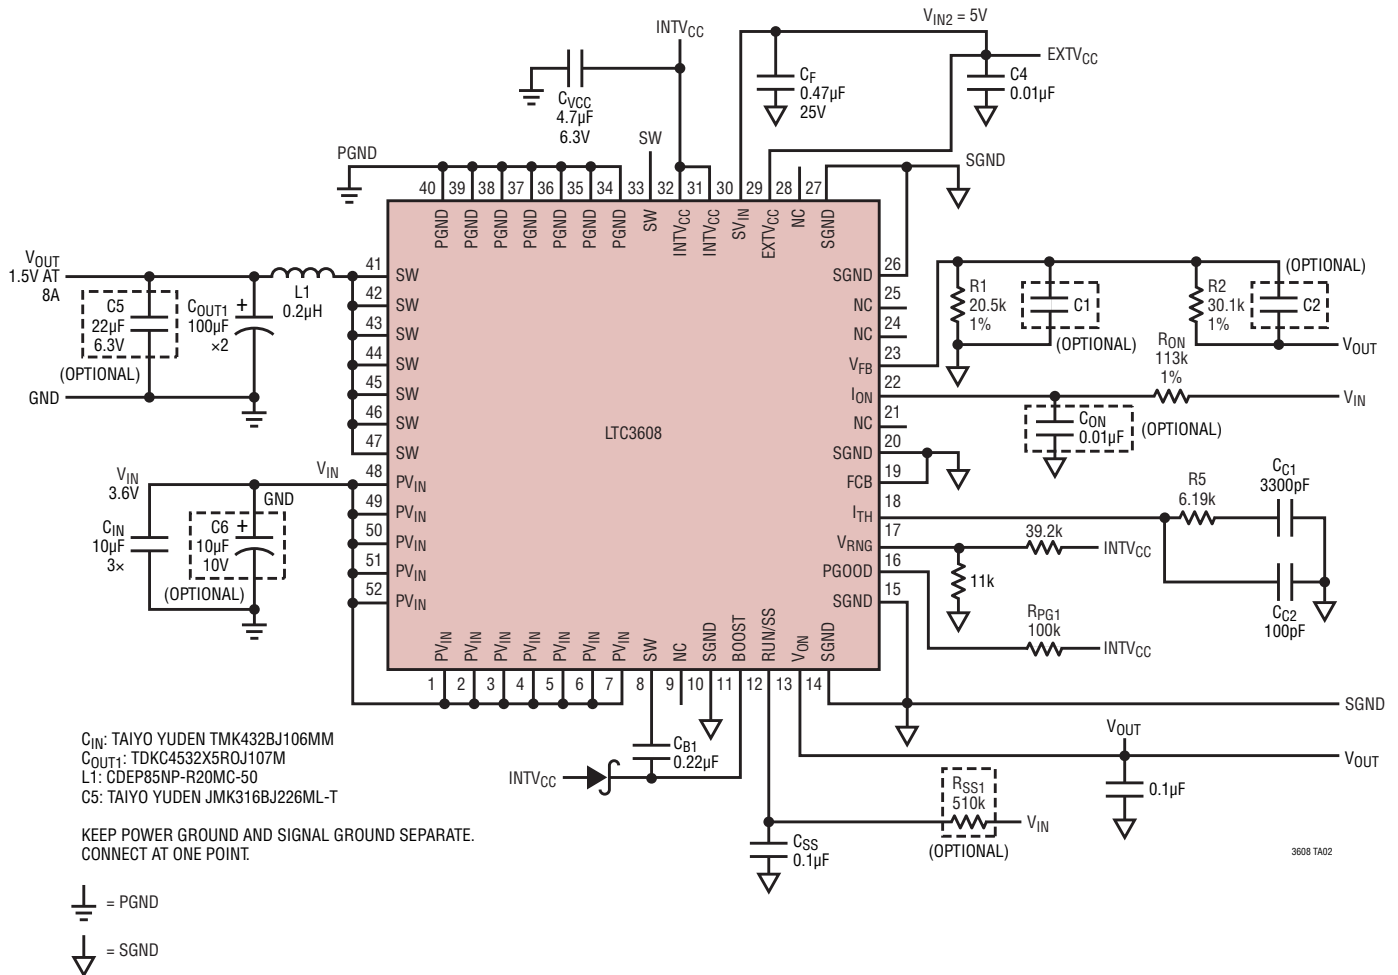 INTVCC
VIN2 = 5V
EXTVCC
CF
0.47µF
25V
C4
0.01µF
CVCC
4.7µF
6.3V
SW
PGND
SGND
40 39 38 37 36 35 34 33 32 31 30 29 28 27
PGND PGND PGND PGND PGND PGND PGND SW INTVCC INTVCC SVIN EXTVCC NC SGND
VOUT
1.5V AT
8A
C5
22µF
6.3V
(OPTIONAL)
COUT1
100µF
×2
+
L1
0.2µH
GND
41 SW
42 SW
43 SW
44 SW
45 SW
46 SW
47 SW
48 PVIN
49 PVIN
50 PVIN
51 PVIN
52 PVIN
VIN
3.6V
VIN
GND
CIN
10µF
3×
C6
10µF
10V
+
(OPTIONAL)
LTC3608
SGND 26
NC 25
NC 24
VFB 23
ION 22
NC 21
SGND 20
FCB 19
ITH 18
VRNG 17
PGOOD 16
SGND 15
R1
20.5k
1%
C1
(OPTIONAL)
R2
30.1k
1%
(OPTIONAL)
C2
VOUT
RON
113k
1%
VIN
CON
0.01µF
(OPTIONAL)
R5
6.19k
CC1
3300pF
CC2
100pF
39.2k
INTVCC
11k
RPG1
100k
INTVCC
PVIN PVIN PVIN PVIN PVIN PVIN PVIN SW NC SGND BOOST RUN/SS VON SGND
1 2 3 4 5 6 7 8 9 10 11 12 13 14
SGND
VOUT
VOUT
0.1µF
CB1
0.22µF
INTVCC
RSS1
510k
(OPTIONAL)
VIN
CSS
0.1µF
CIN: TAIYO YUDEN TMK432BJ106MM
COUT1: TDKC4532X5ROJ107M
L1: CDEP85NP-R20MC-50
C5: TAIYO YUDEN JMK316BJ226ML-T
KEEP POWER GROUND AND SIGNAL GROUND SEPARATE.
CONNECT AT ONE POINT.
= PGND
= SGND
3608 TA02